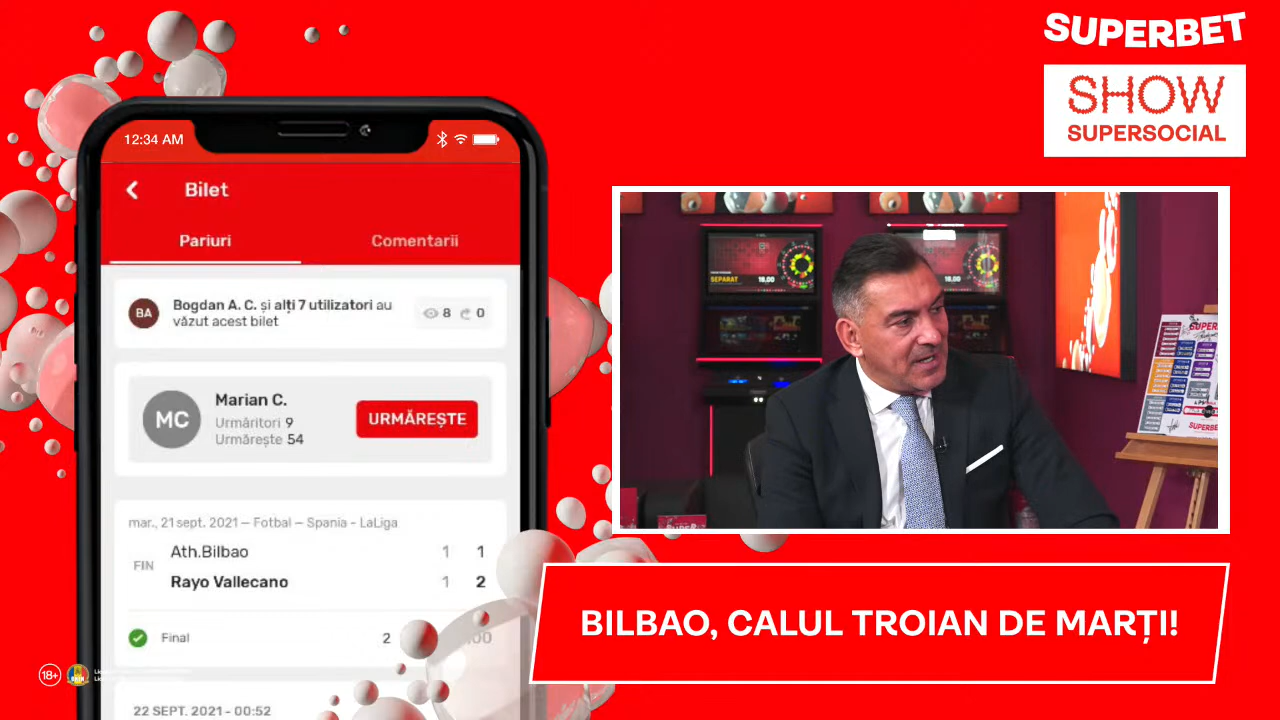 SUPERBET
SHOW
SUPERSOCIAL
12:34 AM
Bilet
Pariuri
Comentarii
BA
Bogdan A. C. și alți 7 utilizatori au
văzut acest bilet
8
0
MC
Marian C.
Urmăritori 9
Urmărește 54
URMĂREȘTE
mar., 21 sept. 2021 – Fotbal – Spania - LaLiga
FIN
Ath.Bilbao 1 1
Rayo Vallecano 1 2
Final 2
22 SEPT. 2021 - 00:52
18+
SEPARAT
BILBAO, CALUL TROIAN DE MARȚI!